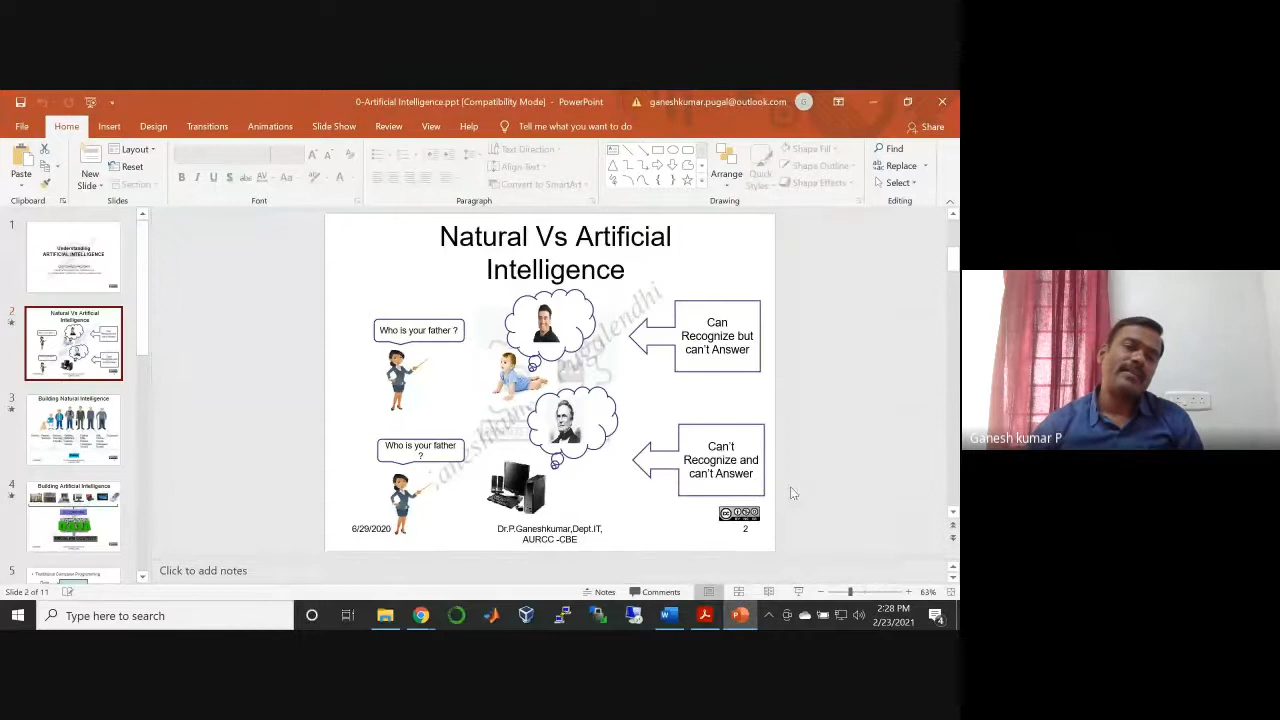 0-Artificial Intelligence.ppt [Compatibility Mode] - PowerPoint
ganeshkumar.pugal@outlook.com
G
File Home Insert Design Transitions Animations Slide Show Review View Help Tell me what you want to do
Share
Paste
New
Slide
Layout
Reset
Section
Text Direction
Align Text
Convert to SmartArt
Arrange
Quick
Styles
Shape Fill
Shape Outline
Shape Effects
Find
Replace
Select
Clipboard
Slides
Font
Paragraph
Drawing
Editing
1
Understanding
ARTIFICIAL INTELLIGENCE
2
Natural Vs Artificial
Intelligence
3
Building Natural Intelligence
4
Building Artificial Intelligence
5
Natural Vs Artificial
Intelligence
Who is your father ?
Can
Recognize but
can't Answer
Who is your father
?
Can't
Recognize and
can't Answer
6/29/2020
Dr.P.Ganeshkumar,Dept.IT,
AURCC -CBE
2
Click to add notes
Slide 2 of 11
Notes
Comments
63%
Type here to search
2:28 PM
2/23/2021
4
Ganesh kumar P